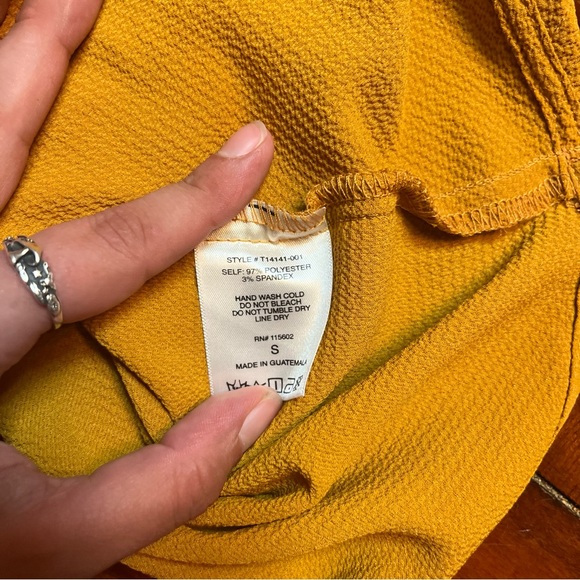 STYLE # T14141-001
SELF: 97% POLYESTER
3% SPANDEX
HAND WASH COLD
DO NOT BLEACH
DO NOT TUMBLE DRY
LINE DRY
RN# 115602
S
MADE IN GUATEMALA